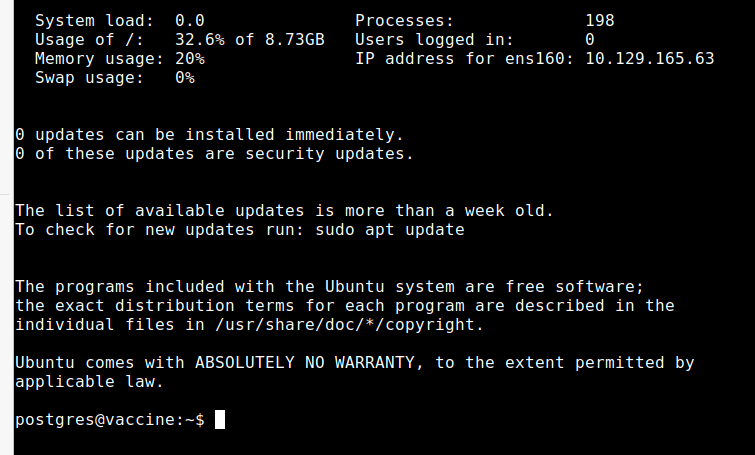 System load:  0.0               Processes:             198
Usage of /:   32.6% of 8.73GB   Users logged in:       0
Memory usage: 20%               IP address for ens160: 10.129.165.63
Swap usage:   0%
0 updates can be installed immediately.
0 of these updates are security updates.
The list of available updates is more than a week old.
To check for new updates run: sudo apt update
The programs included with the Ubuntu system are free software;
the exact distribution terms for each program are described in the
individual files in /usr/share/doc/*/copyright.
Ubuntu comes with ABSOLUTELY NO WARRANTY, to the extent permitted by
applicable law.
postgres@vaccine:~$